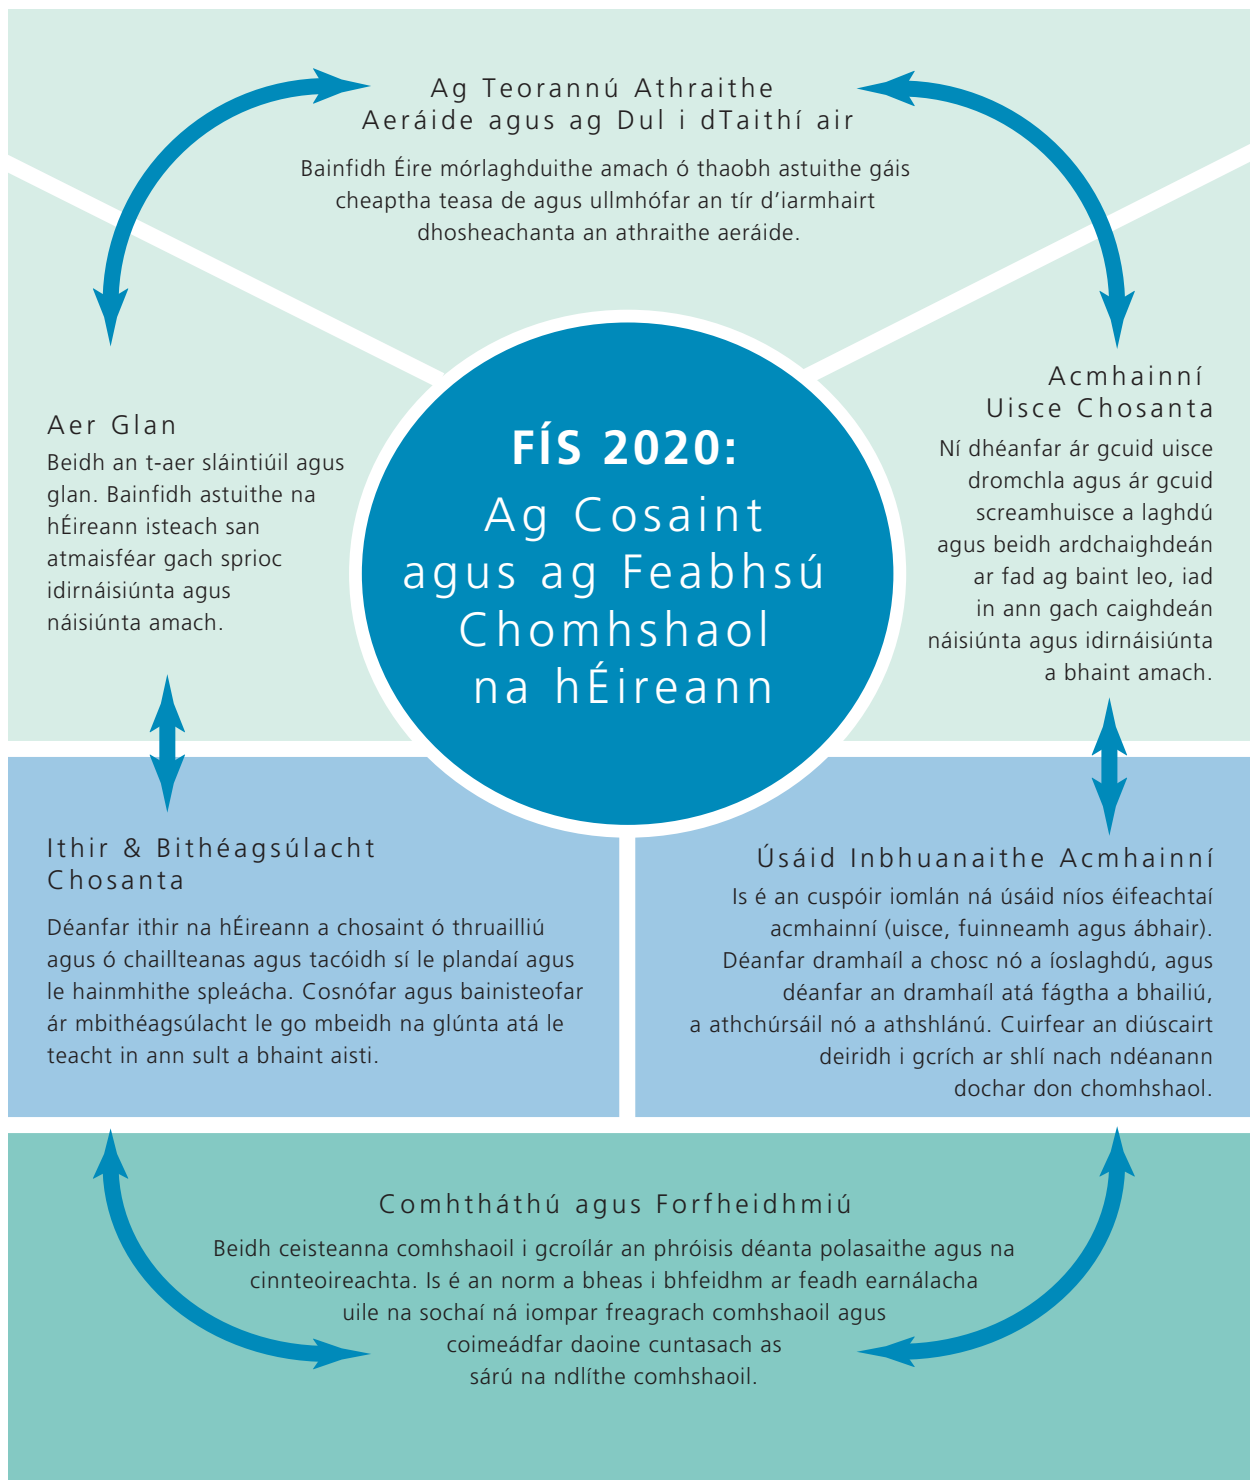 Ag Teorannú Athraithe
Aeráide agus ag Dul i dTaithí air
Bainfidh Éire mórlaghduithe amach ó thaobh astuithe gáis
cheaptha teasa de agus ullmhófar an tír d’iarmhairt
dhosheachanta an athraithe aeráide.
Aer Glan
Beidh an t-aer sláintiúil agus
glan. Bainfidh astuithe na
hÉireann isteach san
atmaisféar gach sprioc
idirnáisiúnta agus
náisiúnta amach.
FÍS 2020:
Ag Cosaint
agus ag Feabhsú
Chomhshaol
na hÉireann
Acmhainní
Uisce Chosanta
Ní dhéanfar ár gcuid uisce
dromchla agus ár gcuid
screamhuisce a laghdú
agus beidh ardchaighdeán
ar fad ag baint leo, iad
in ann gach caighdeán
náisiúnta agus idirnáisiúnta
a bhaint amach.
Ithir & Bithéagsúlacht
Chosanta
Déanfar ithir na hÉireann a chosaint ó thruailliú
agus ó chaillteanas agus tacóidh sí le plandaí agus
le hainmhithe spleácha. Cosnófar agus bainisteofar
ár mbithéagsúlacht le go mbeidh na glúnta atá le
teacht in ann sult a bhaint aisti.
Úsáid Inbhuanaithe Acmhainní
Is é an cuspóir iomlán ná úsáid níos éifeachtaí
acmhainní (uisce, fuinneamh agus ábhair).
Déanfar dramhaíl a chosc nó a íoslaghdú, agus
déanfar an dramhaíl atá fágtha a bhailiú,
a athchúrsáil nó a athshlánú. Cuirfear an diúscairt
deiridh i gcrích ar shlí nach ndéanann
dochar don chomhshaol.
Comhtháthú agus Forfheidhmiú
Beidh ceisteanna comhshaoil i gcroílár an phróisis déanta polasaithe agus na
cinnteoireachta. Is é an norm a bheas i bhfeidhm ar feadh earnálacha
uile na sochaí ná iompar freagrach comhshaoil agus
coimeádfar daoine cuntasach as
sárú na ndlíthe comhshaoil.